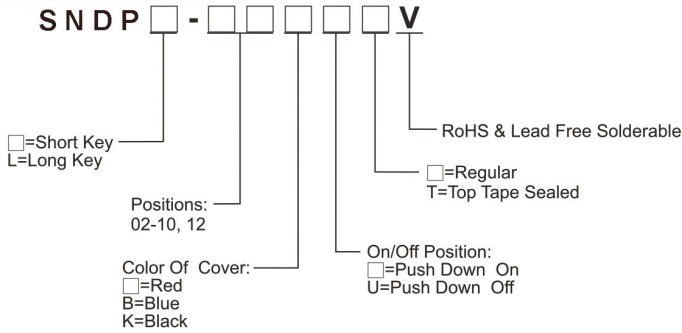 SNDP□-□□□□□V
□=Short Key
L=Long Key
Positions:
02-10, 12
Color Of Cover:
□=Red
B=Blue
K=Black
On/Off Position:
□=Push Down On
U=Push Down Off
□=Regular
T=Top Tape Sealed
RoHS & Lead Free Solderable